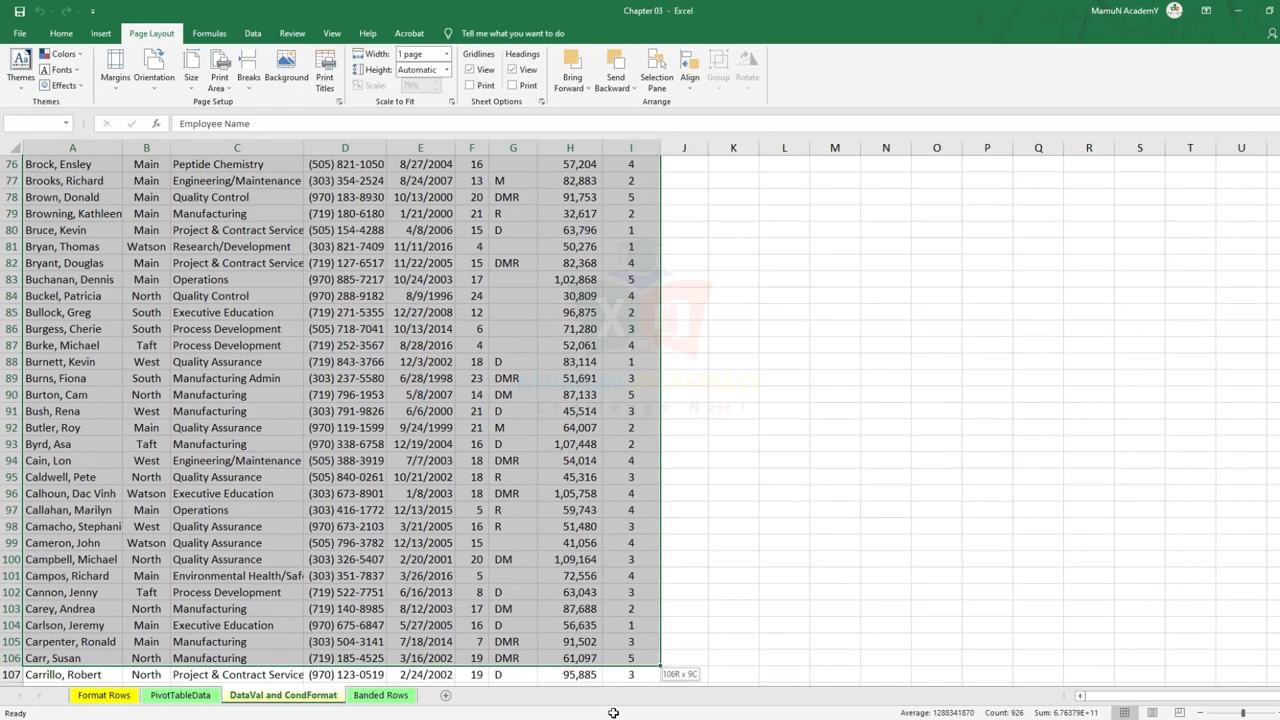 Chapter 03 - Excel
MamuN AcademY
File Home Insert Page Layout Formulas Data Review View Help Acrobat Tell me what you want to do
Themes
Colors
Fonts
Effects
Themes
Margins
Orientation
Size
Print Area
Breaks
Background
Print Titles
Page Setup
Width: 1 page
Height: Automatic
Scale: 79%
Scale to Fit
Gridlines Headings
View View
Print Print
Sheet Options
Bring Forward
Send Backward
Selection Pane
Align
Group
Rotate
Arrange
Employee Name
A B C D E F G H I J K L M N O P Q R S T U
76 Brock, Ensley Main Peptide Chemistry (505) 821-1050 8/27/2004 16 57,204 4
77 Brooks, Richard Main Engineering/Maintenance (303) 354-2524 8/24/2007 13 M 82,883 2
78 Brown, Donald Main Quality Control (970) 183-8930 10/13/2000 20 DMR 91,753 5
79 Browning, Kathleen Main Manufacturing (719) 180-6180 1/21/2000 21 R 32,617 2
80 Bruce, Kevin Main Project & Contract Service (505) 154-4288 4/8/2006 15 D 63,796 1
81 Bryan, Thomas Watson Research/Development (303) 821-7409 11/11/2016 4 50,276 1
82 Bryant, Douglas Main Project & Contract Service (719) 127-6517 11/22/2005 15 DMR 82,368 4
83 Buchanan, Dennis Main Operations (970) 885-7217 10/24/2003 17 1,02,868 5
84 Buckel, Patricia North Quality Control (970) 288-9182 8/9/1996 24 30,809 4
85 Bullock, Greg South Executive Education (719) 271-5355 12/27/2008 12 96,875 2
86 Burgess, Cherie South Process Development (505) 718-7041 10/13/2014 6 71,280 3
87 Burke, Michael Taft Process Development (719) 252-3567 8/28/2016 4 52,061 4
88 Burnett, Kevin West Quality Assurance (719) 843-3766 12/3/2002 18 D 83,114 1
89 Burns, Fiona South Manufacturing Admin (303) 237-5580 6/28/1998 23 DMR 51,691 3
90 Burton, Cam North Manufacturing (719) 796-1953 5/8/2007 14 DM 87,133 5
91 Bush, Rena West Manufacturing (303) 791-9826 6/6/2000 21 D 45,514 3
92 Butler, Roy Main Quality Assurance (970) 119-1599 9/24/1999 21 M 64,007 2
93 Byrd, Asa Taft Manufacturing (970) 338-6758 12/19/2004 16 D 1,07,448 2
94 Cain, Lon West Engineering/Maintenance (505) 388-3919 7/7/2003 18 DMR 54,014 4
95 Caldwell, Pete North Quality Assurance (505) 840-0261 10/21/2002 18 R 45,316 3
96 Calhoun, Dac Vinh Watson Executive Education (303) 673-8901 1/8/2003 18 DMR 1,05,758 4
97 Callahan, Marilyn Main Operations (303) 416-1772 12/13/2015 5 R 59,743 4
98 Camacho, Stephani West Quality Assurance (970) 673-2103 3/21/2005 16 R 51,480 3
99 Cameron, John Watson Quality Assurance (505) 796-3782 12/13/2005 15 41,056 4
100 Campbell, Michael North Quality Assurance (303) 326-5407 2/20/2001 20 DM 1,09,164 3
101 Campos, Richard Main Environmental Health/Safe (303) 351-7837 3/26/2016 5 72,556 4
102 Cannon, Jenny Taft Process Development (719) 522-7751 6/13/2013 8 D 63,043 3
103 Carey, Andrea North Manufacturing (719) 140-8985 8/12/2003 17 DM 87,688 2
104 Carlson, Jeremy Main Executive Education (970) 675-6847 5/27/2005 16 D 56,635 1
105 Carpenter, Ronald Main Manufacturing (303) 504-3141 7/18/2014 7 DMR 91,502 3
106 Carr, Susan North Manufacturing (719) 185-4525 3/16/2002 19 DMR 61,097 5
107 Carrillo, Robert North Project & Contract Service (970) 123-0519 2/24/2002 19 D 95,885 3
106R x 9C
Format Rows PivotTableData DataVal and CondFormat Banded Rows
Ready Average: 1288341870 Count: 926 Sum: 6.76379E+11